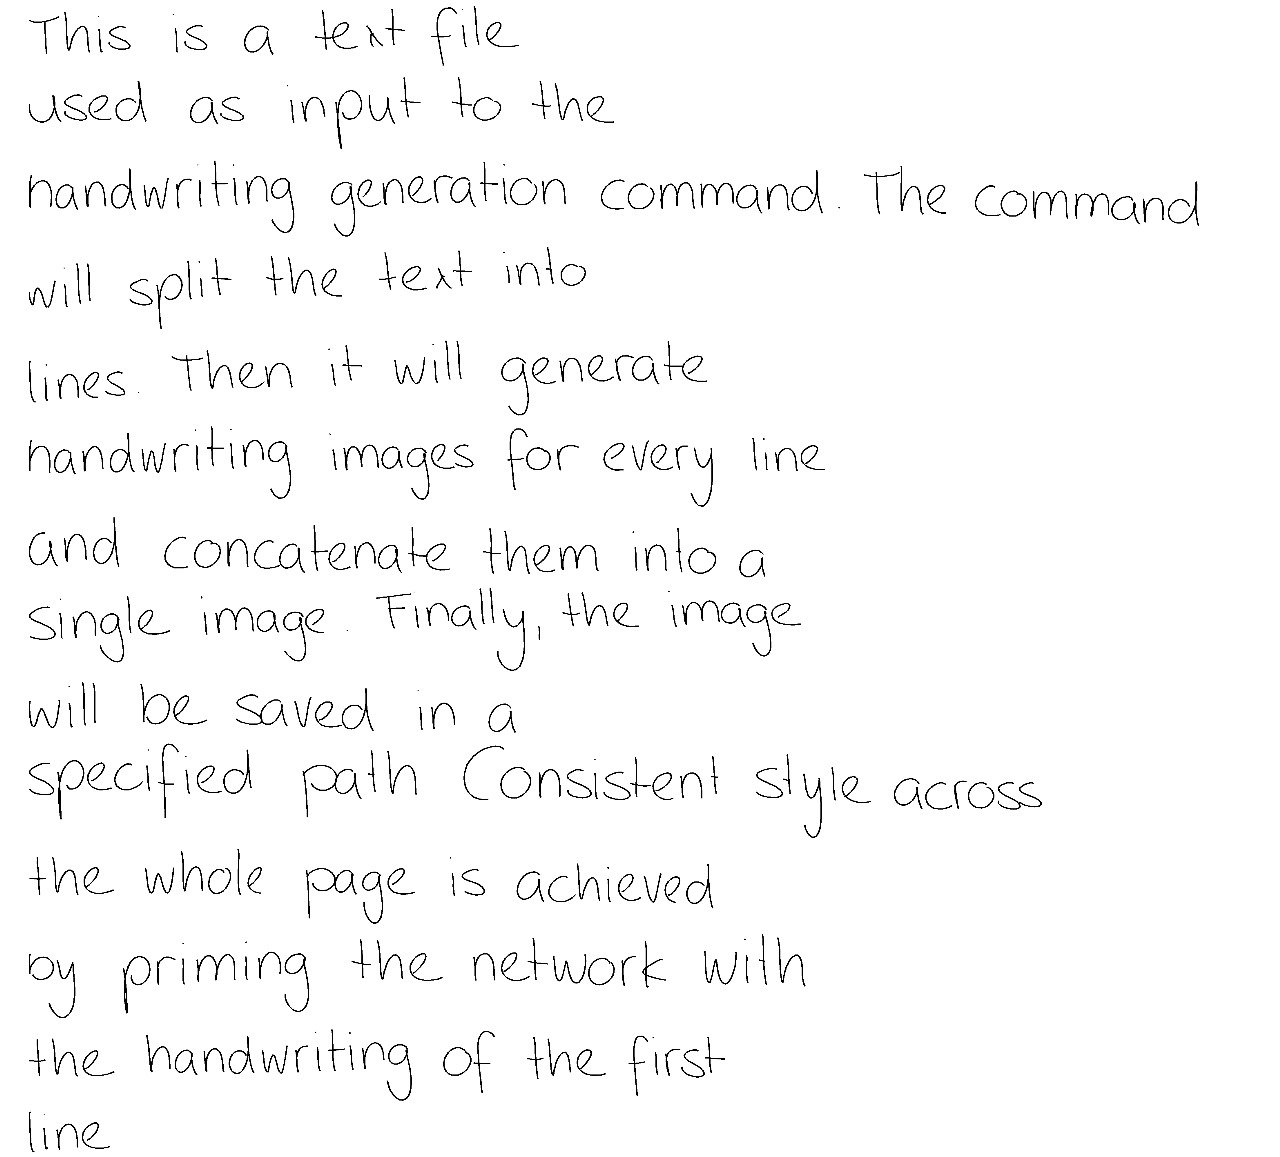 This is a text file
used as input to the
handwriting generation command. The command
will split the text into
lines. Then it will generate
handwriting images for every line
and concatenate them into a
single image. Finally, the image
will be saved in a
specified path Consistent style across
the whole page is achieved
by priming the network with
the handwriting of the first
line